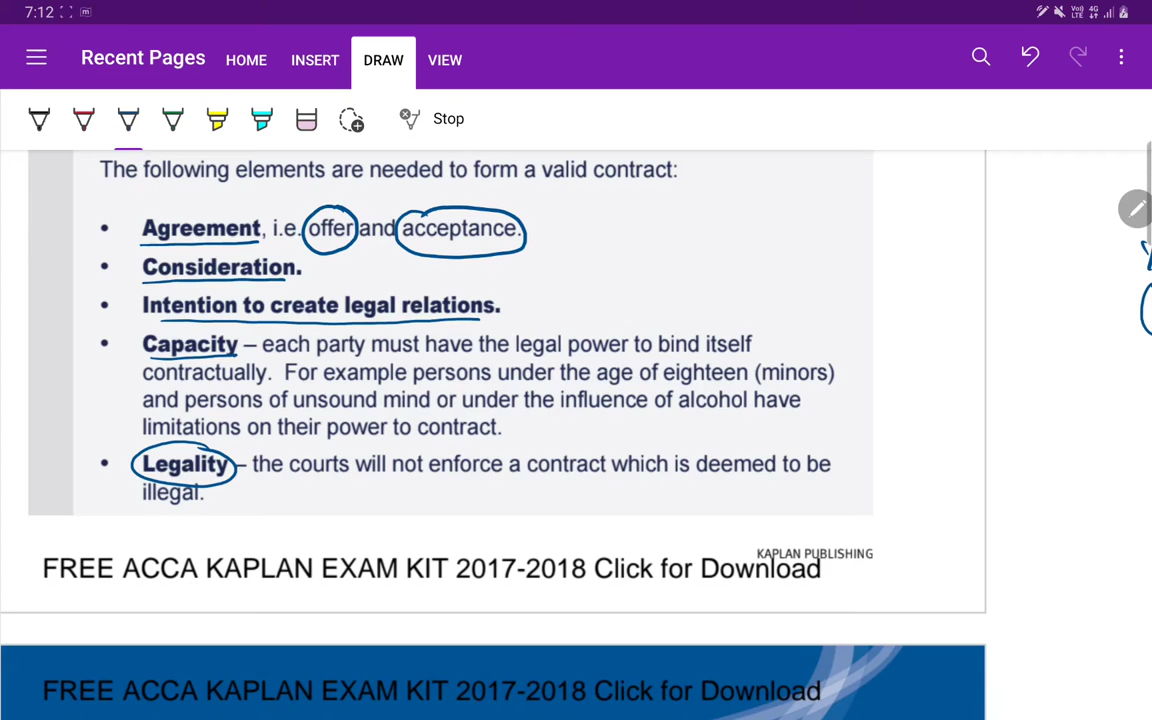 7:12 m Vo) LTE 4G
Recent Pages HOME INSERT DRAW VIEW
Stop
The following elements are needed to form a valid contract:
• Agreement, i.e. offer and acceptance.
• Consideration.
• Intention to create legal relations.
• Capacity – each party must have the legal power to bind itself
contractually. For example persons under the age of eighteen (minors)
and persons of unsound mind or under the influence of alcohol have
limitations on their power to contract.
• Legality – the courts will not enforce a contract which is deemed to be
illegal.
KAPLAN PUBLISHING
FREE ACCA KAPLAN EXAM KIT 2017-2018 Click for Download
FREE ACCA KAPLAN EXAM KIT 2017-2018 Click for Download